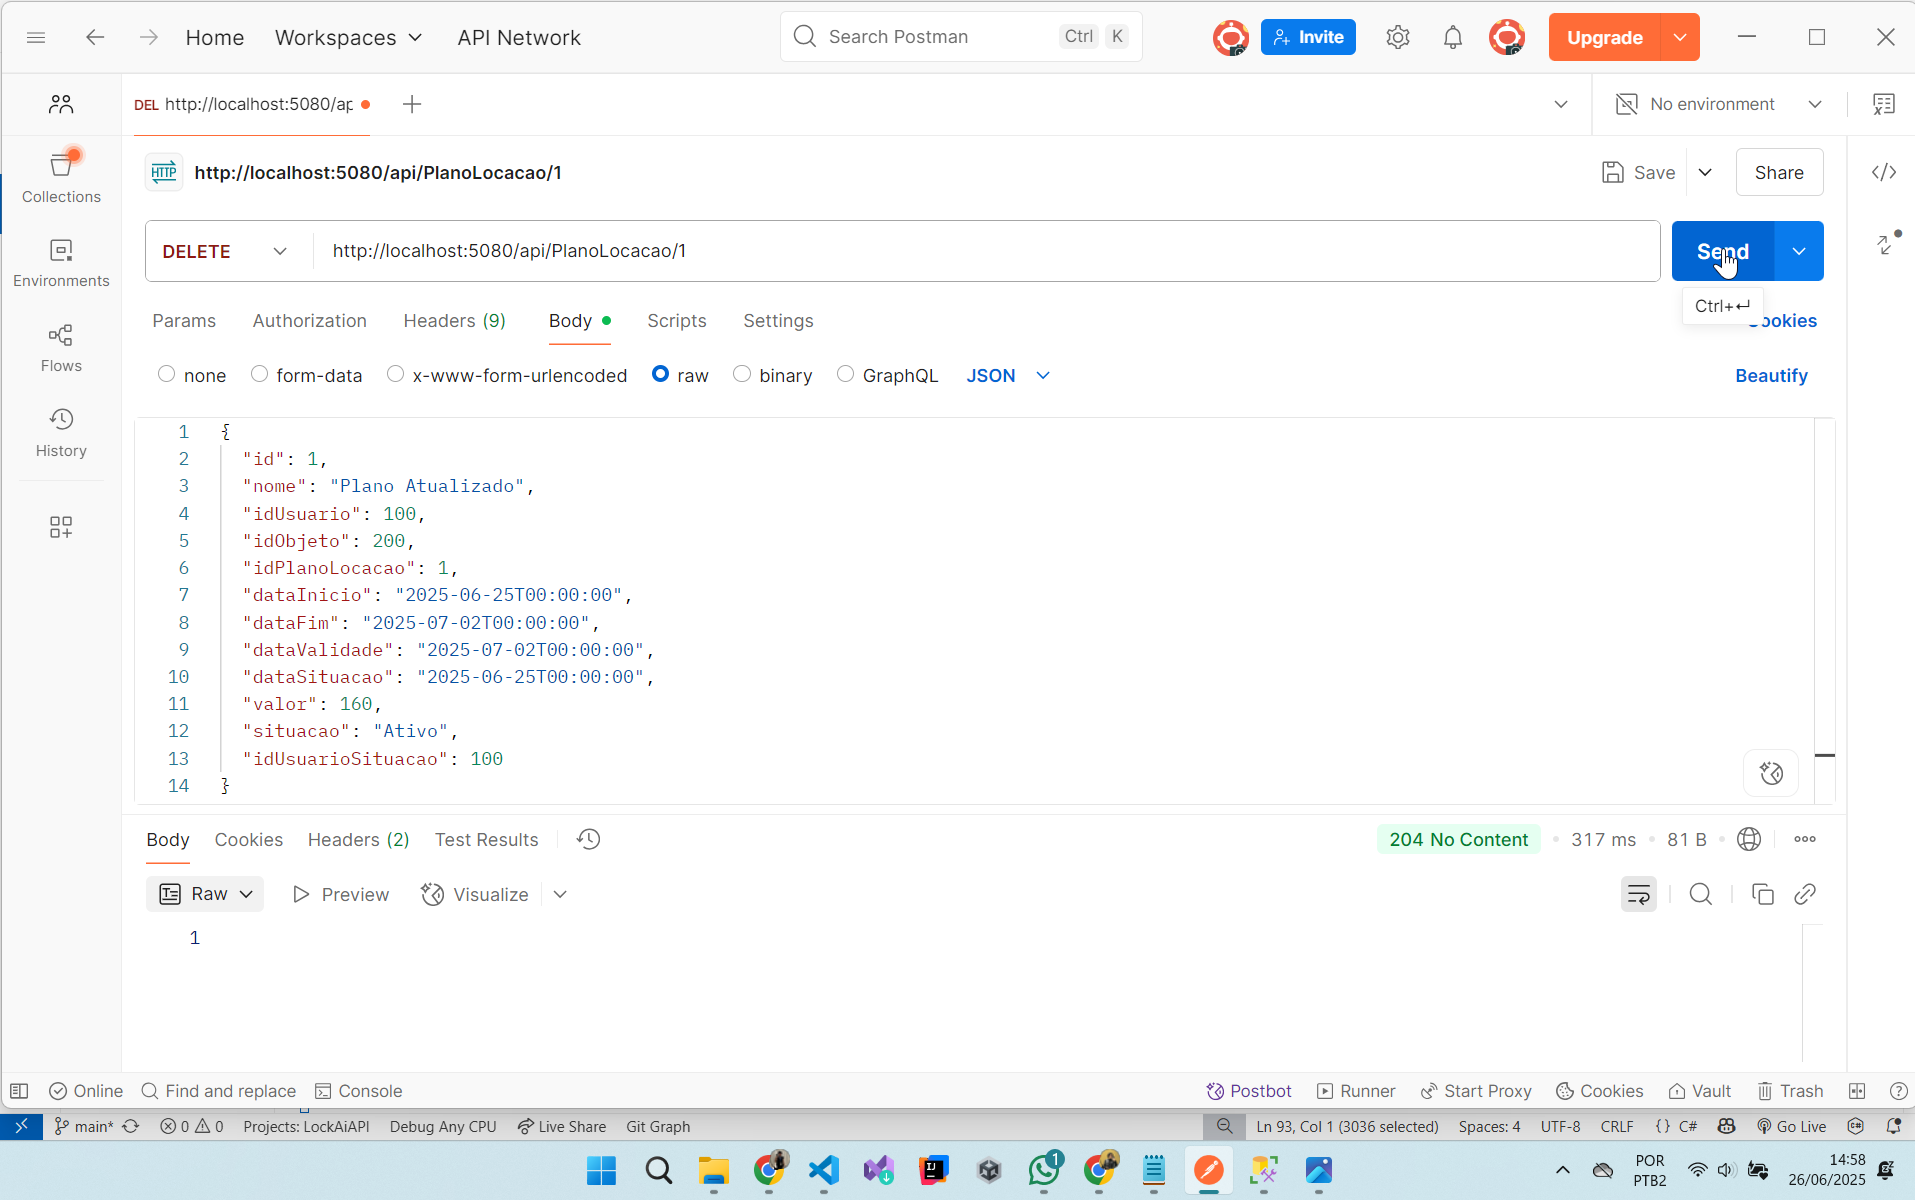 Home
Workspaces
API Network
Search Postman
Ctrl
K
Invite
Upgrade
DEL http://localhost:5080/ap
No environment
HTTP
http://localhost:5080/api/PlanoLocacao/1
Save
Share
Collections
Environments
Flows
History
DELETE
http://localhost:5080/api/PlanoLocacao/1
Send
Ctrl+↵
Cookies
Params
Authorization
Headers (9)
Body
Scripts
Settings
none
form-data
x-www-form-urlencoded
raw
binary
GraphQL
JSON
Beautify
1 {
2 "id": 1,
3 "nome": "Plano Atualizado",
4 "idUsuario": 100,
5 "idObjeto": 200,
6 "idPlanoLocacao": 1,
7 "dataInicio": "2025-06-25T00:00:00",
8 "dataFim": "2025-07-02T00:00:00",
9 "dataValidade": "2025-07-02T00:00:00",
10 "dataSituacao": "2025-06-25T00:00:00",
11 "valor": 160,
12 "situacao": "Ativo",
13 "idUsuarioSituacao": 100
14 }
Body
Cookies
Headers (2)
Test Results
204 No Content
317 ms
81 B
Raw
Preview
Visualize
1
Online
Find and replace
Console
Postbot
Runner
Start Proxy
Cookies
Vault
Trash
main*
0
0
Projects: LockAiAPI
Debug Any CPU
Live Share
Git Graph
Ln 93, Col 1 (3036 selected)
Spaces: 4
UTF-8
CRLF
{ } C#
Go Live
1
POR
PTB2
14:58
26/06/2025